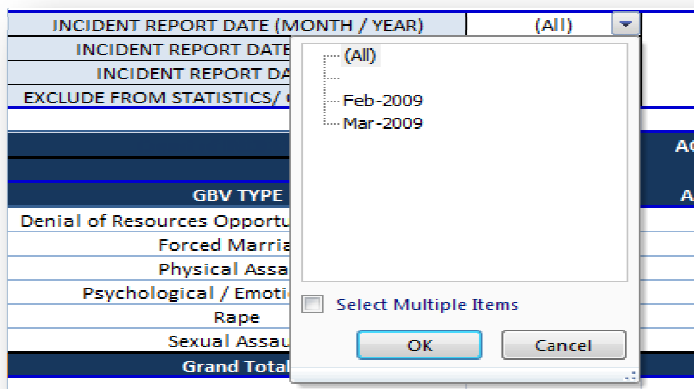 INCIDENT REPORT DATE (MONTH / YEAR) (All)
INCIDENT REPORT DATE
INCIDENT REPORT DA
EXCLUDE FROM STATISTICS/
(All)
Feb-2009
Mar-2009
Select Multiple Items
OK Cancel
AC
A
GBV TYPE
Denial of Resources Opportu
Forced Marria
Physical Assa
Psychological / Emoti
Rape
Sexual Assau
Grand Total